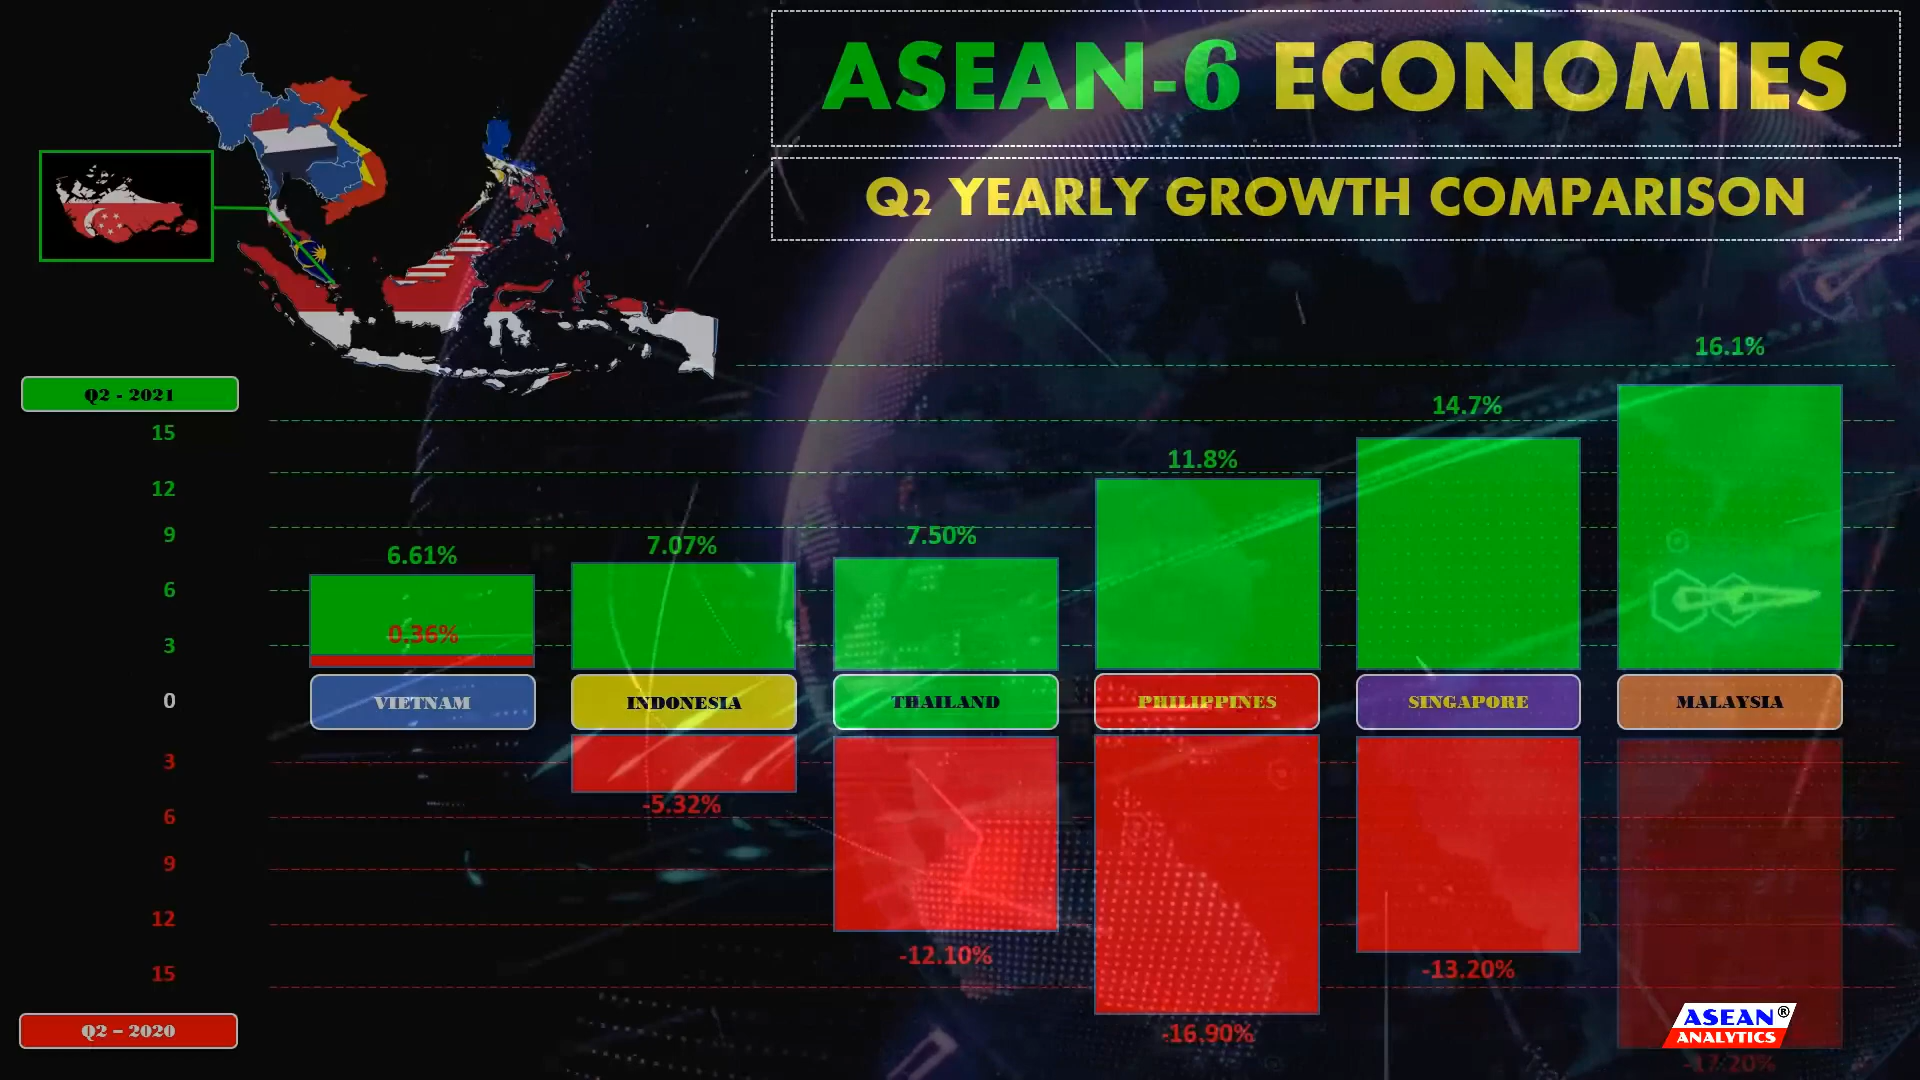 ASEAN-6 ECONOMIES
Q2 YEARLY GROWTH COMPARISON
Q2 - 2021
15
12
9
6
3
0
3
6
9
12
15
Q2 – 2020
6.61%
7.07%
7.50%
11.8%
14.7%
16.1%
0.36%
VIETNAM
INDONESIA
THAILAND
PHILIPPINES
SINGAPORE
MALAYSIA
-5.32%
-12.10%
-16.90%
-13.20%
-17.20%
ASEAN®
ANALYTICS